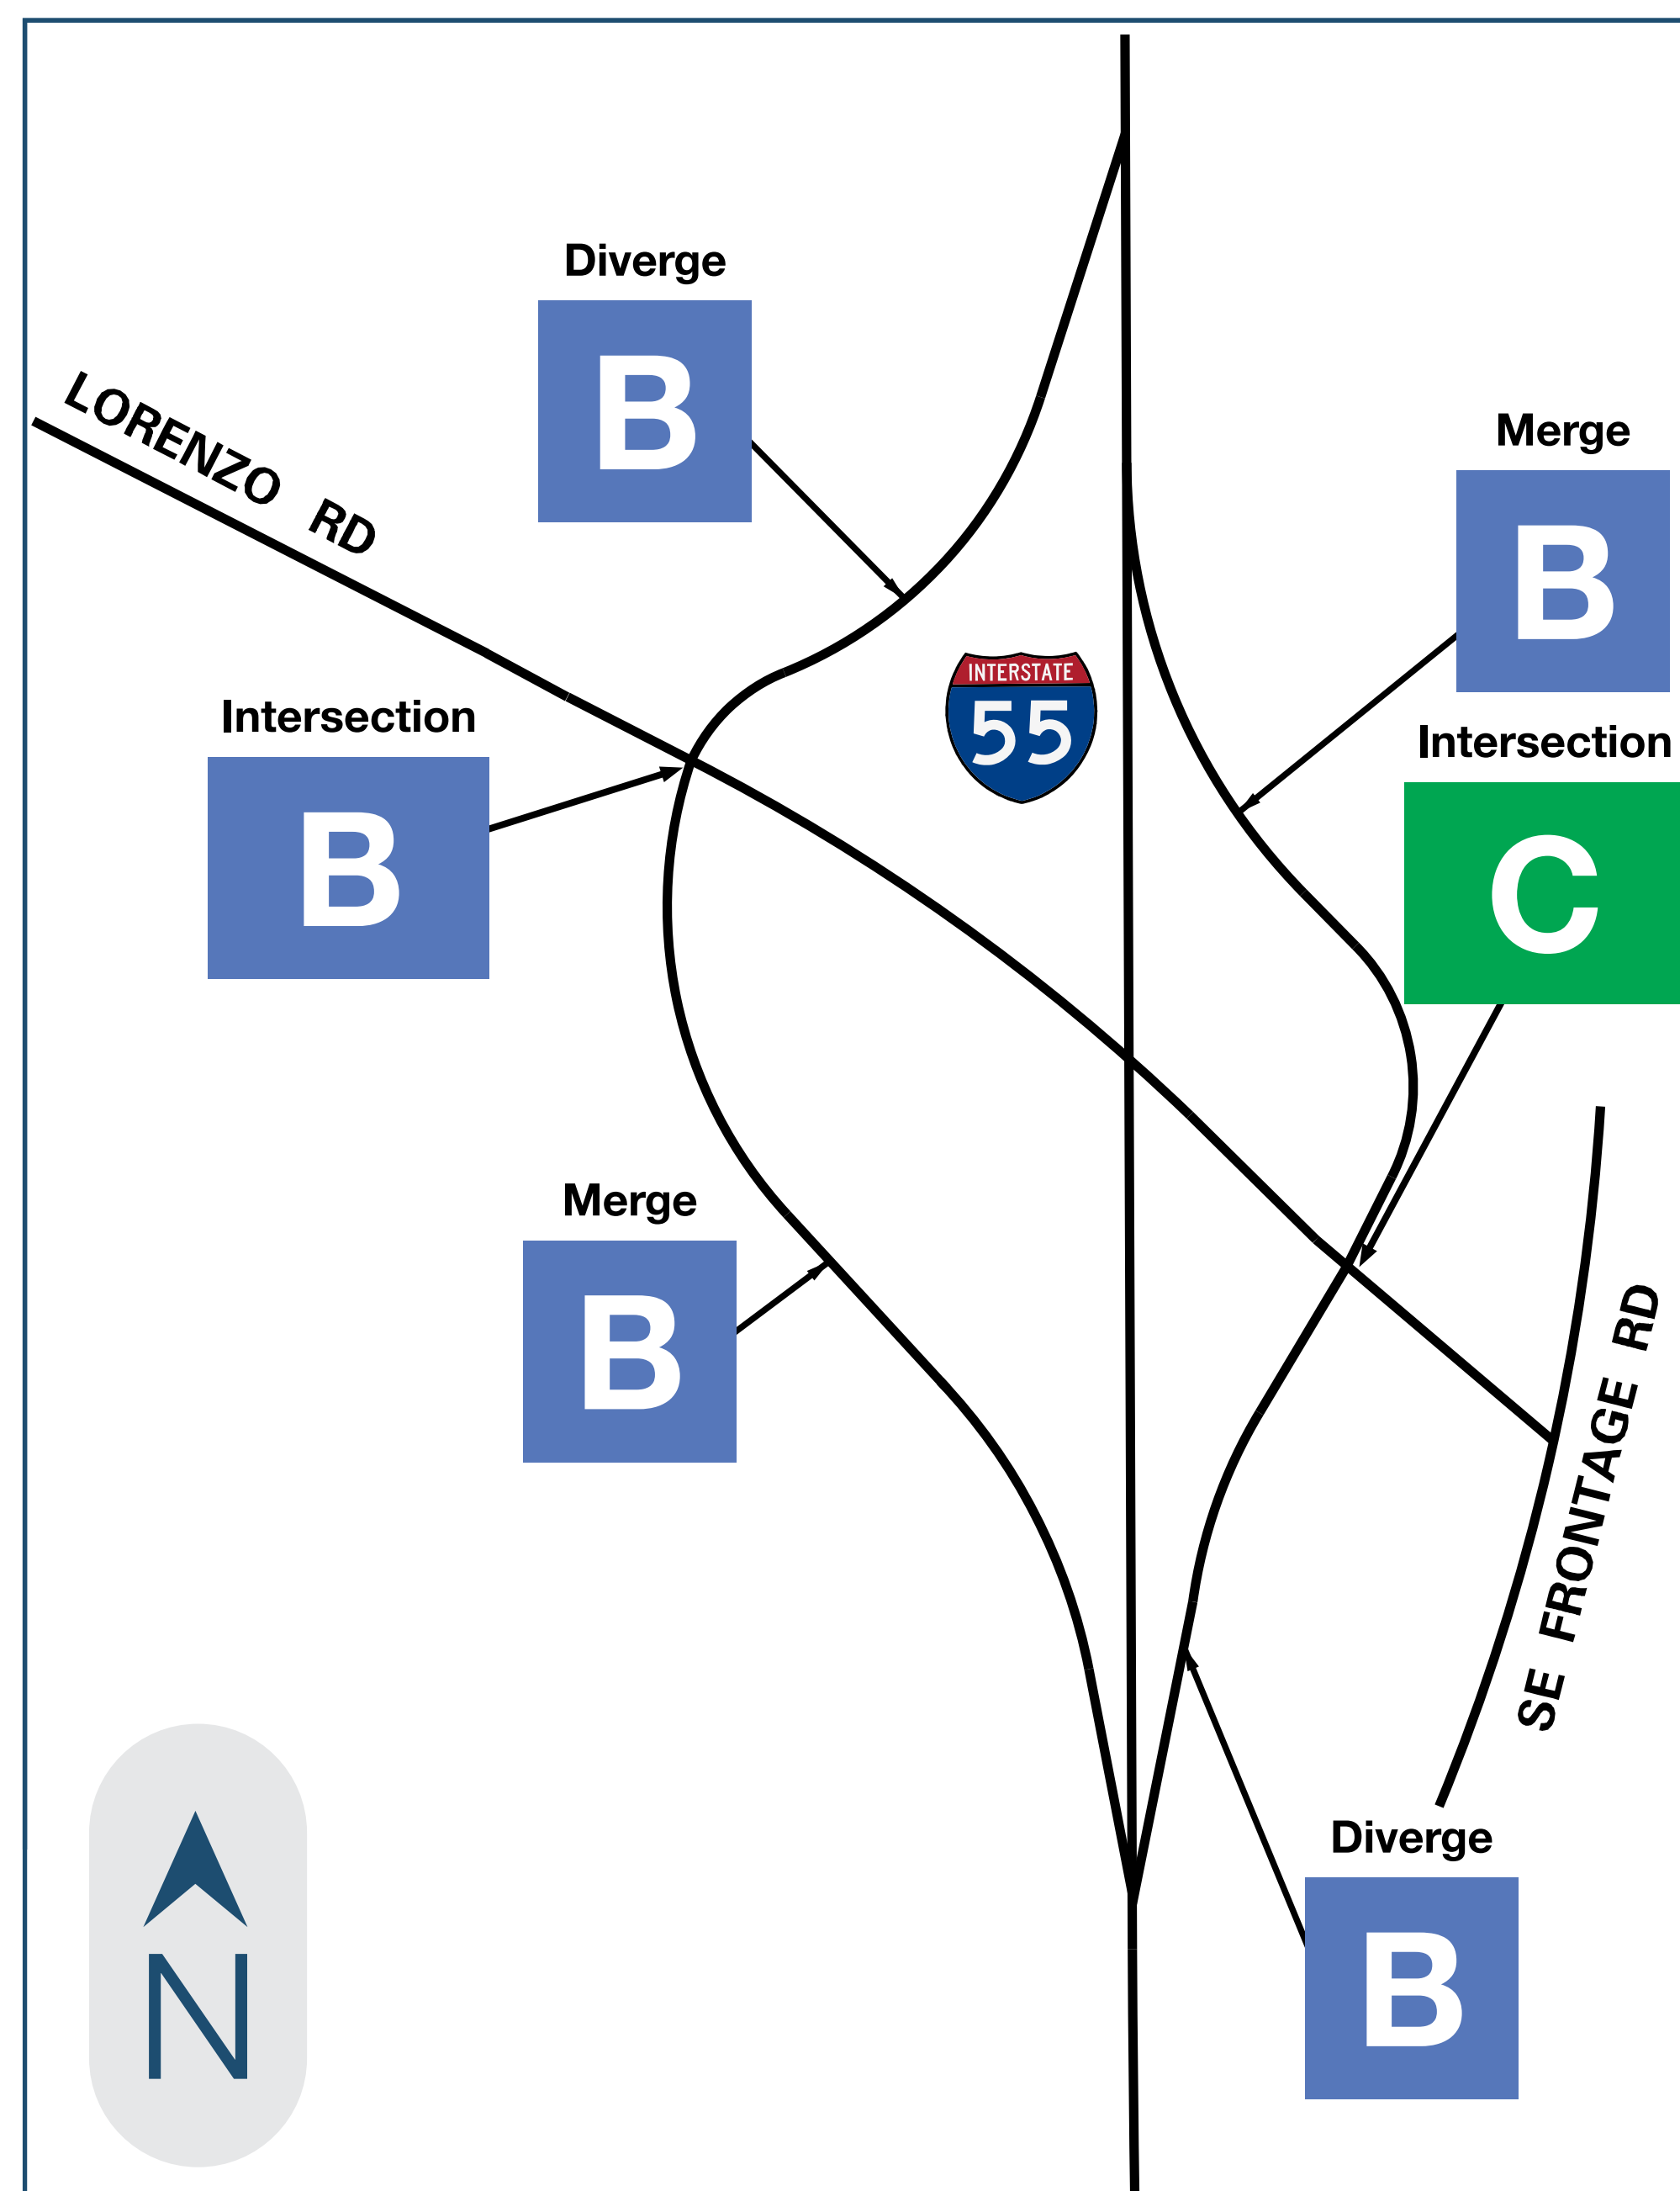 Diverge
B
LORENZO RD
Merge
B
INTERSTATE
55
Intersection
B
Intersection
C
Merge
B
SE FRONTAGE RD
Diverge
B
N